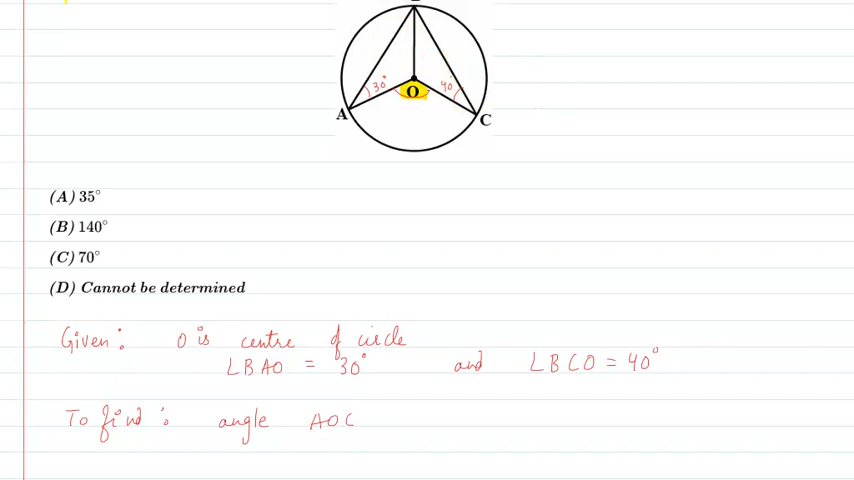 30°
40°
O
A
C
(A) 35°
(B) 140°
(C) 70°
(D) Cannot be determined
Given: O is centre of circle
∠BAO = 30° and ∠BCO = 40°
To find: angle AOC